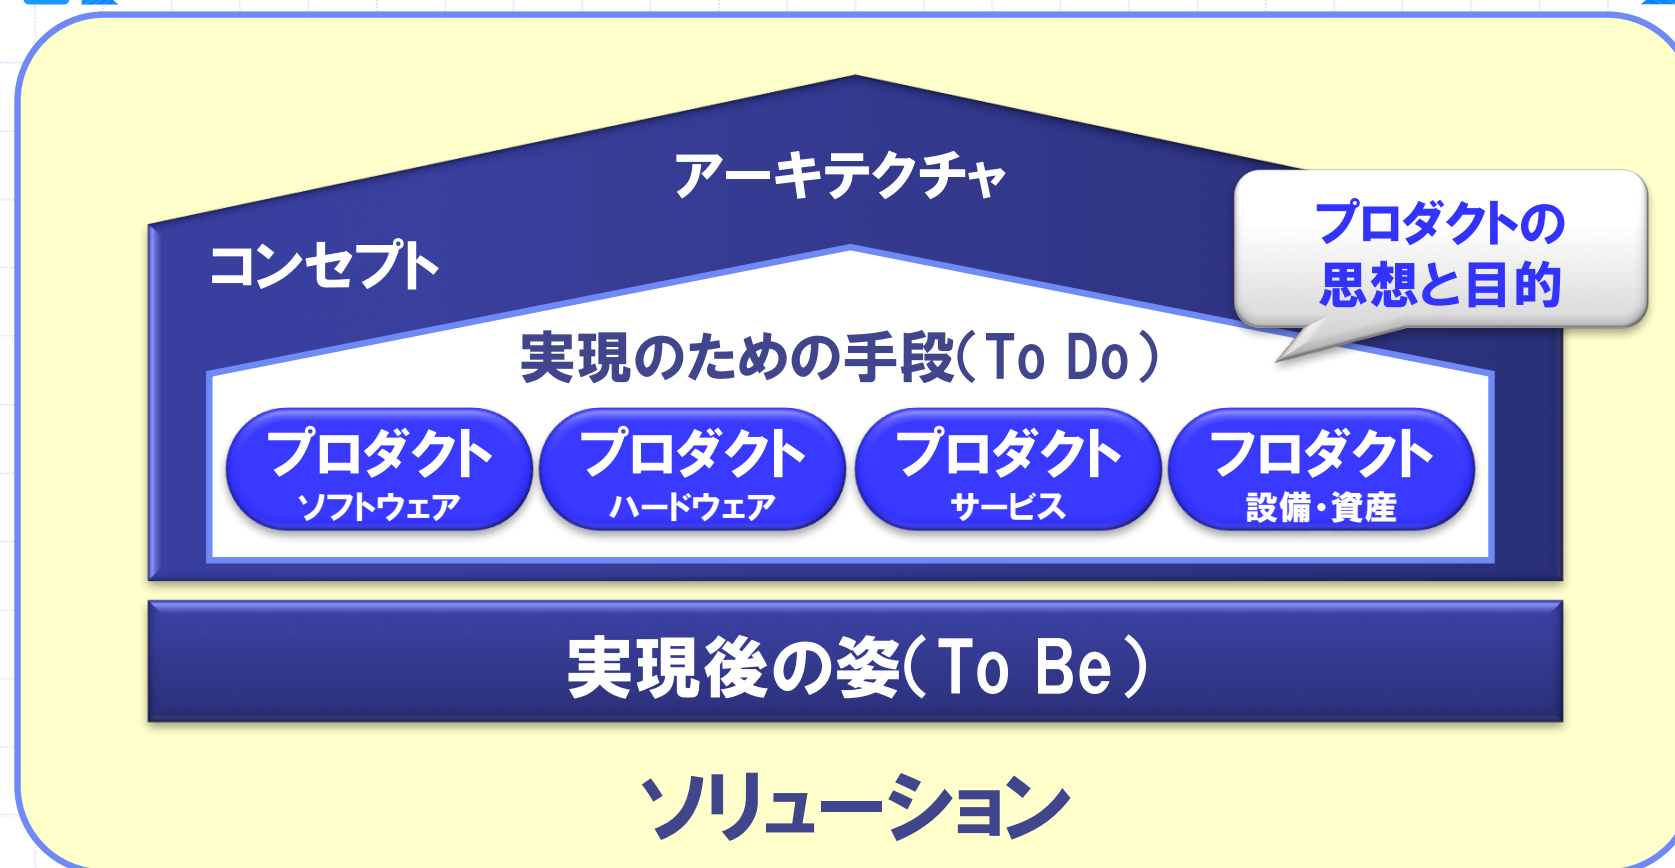 アーキテクチャ
コンセプト
プロダクトの
思想と目的
実現のための手段(To Do)
プロダクト
ソフトウェア
プロダクト
ハードウェア
プロダクト
サービス
フロダクト
設備・資産
実現後の姿(To Be)
ソリューション